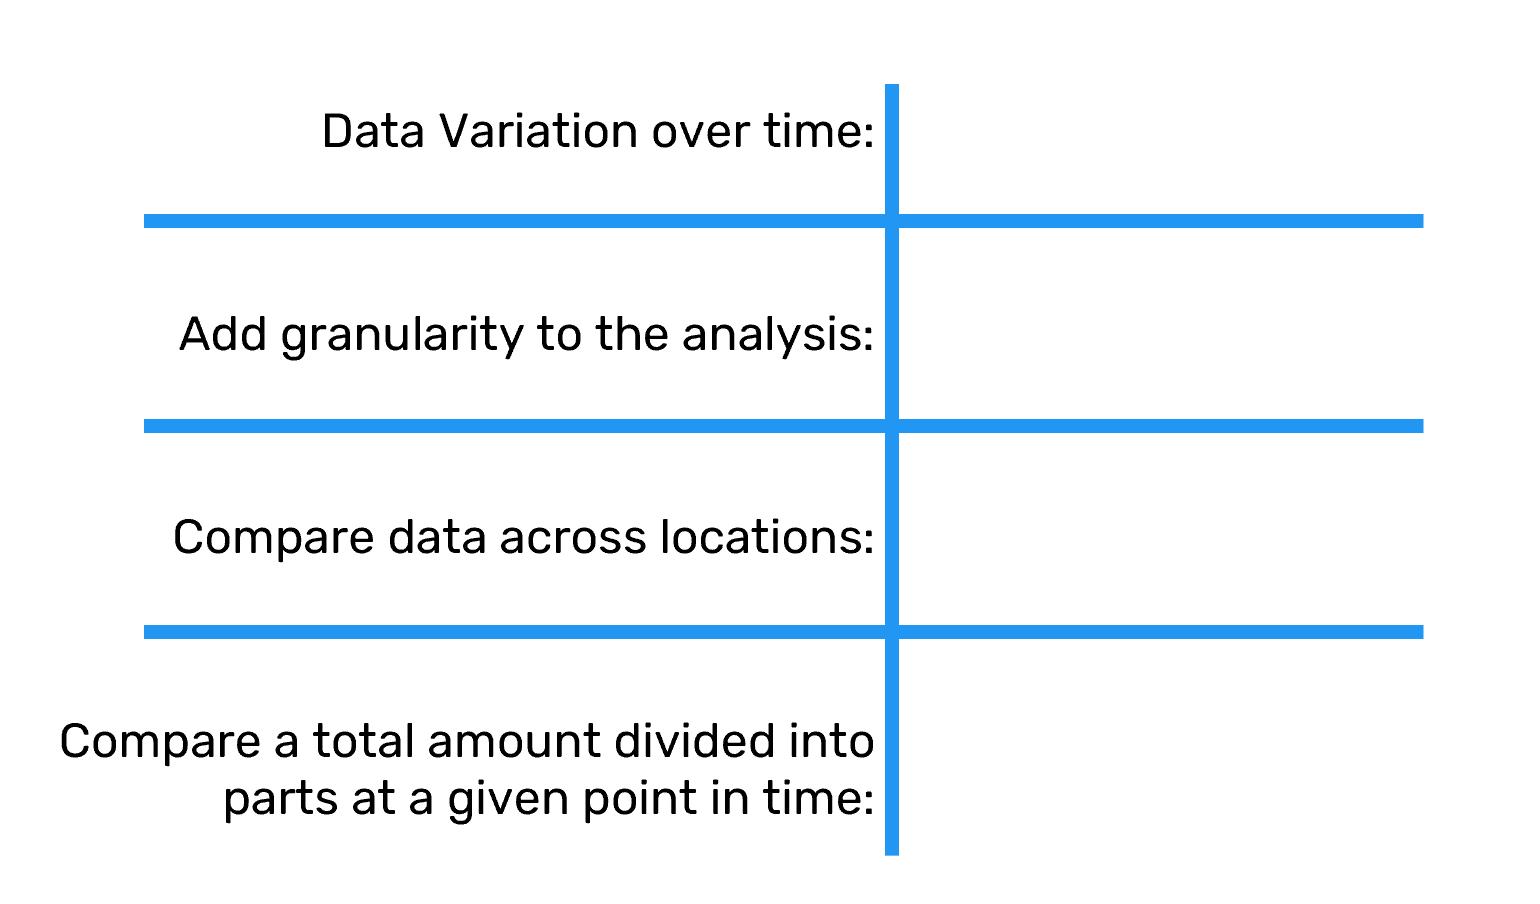 Data Variation over time:
Add granularity to the analysis:
Compare data across locations:
Compare a total amount divided into
parts at a given point in time: